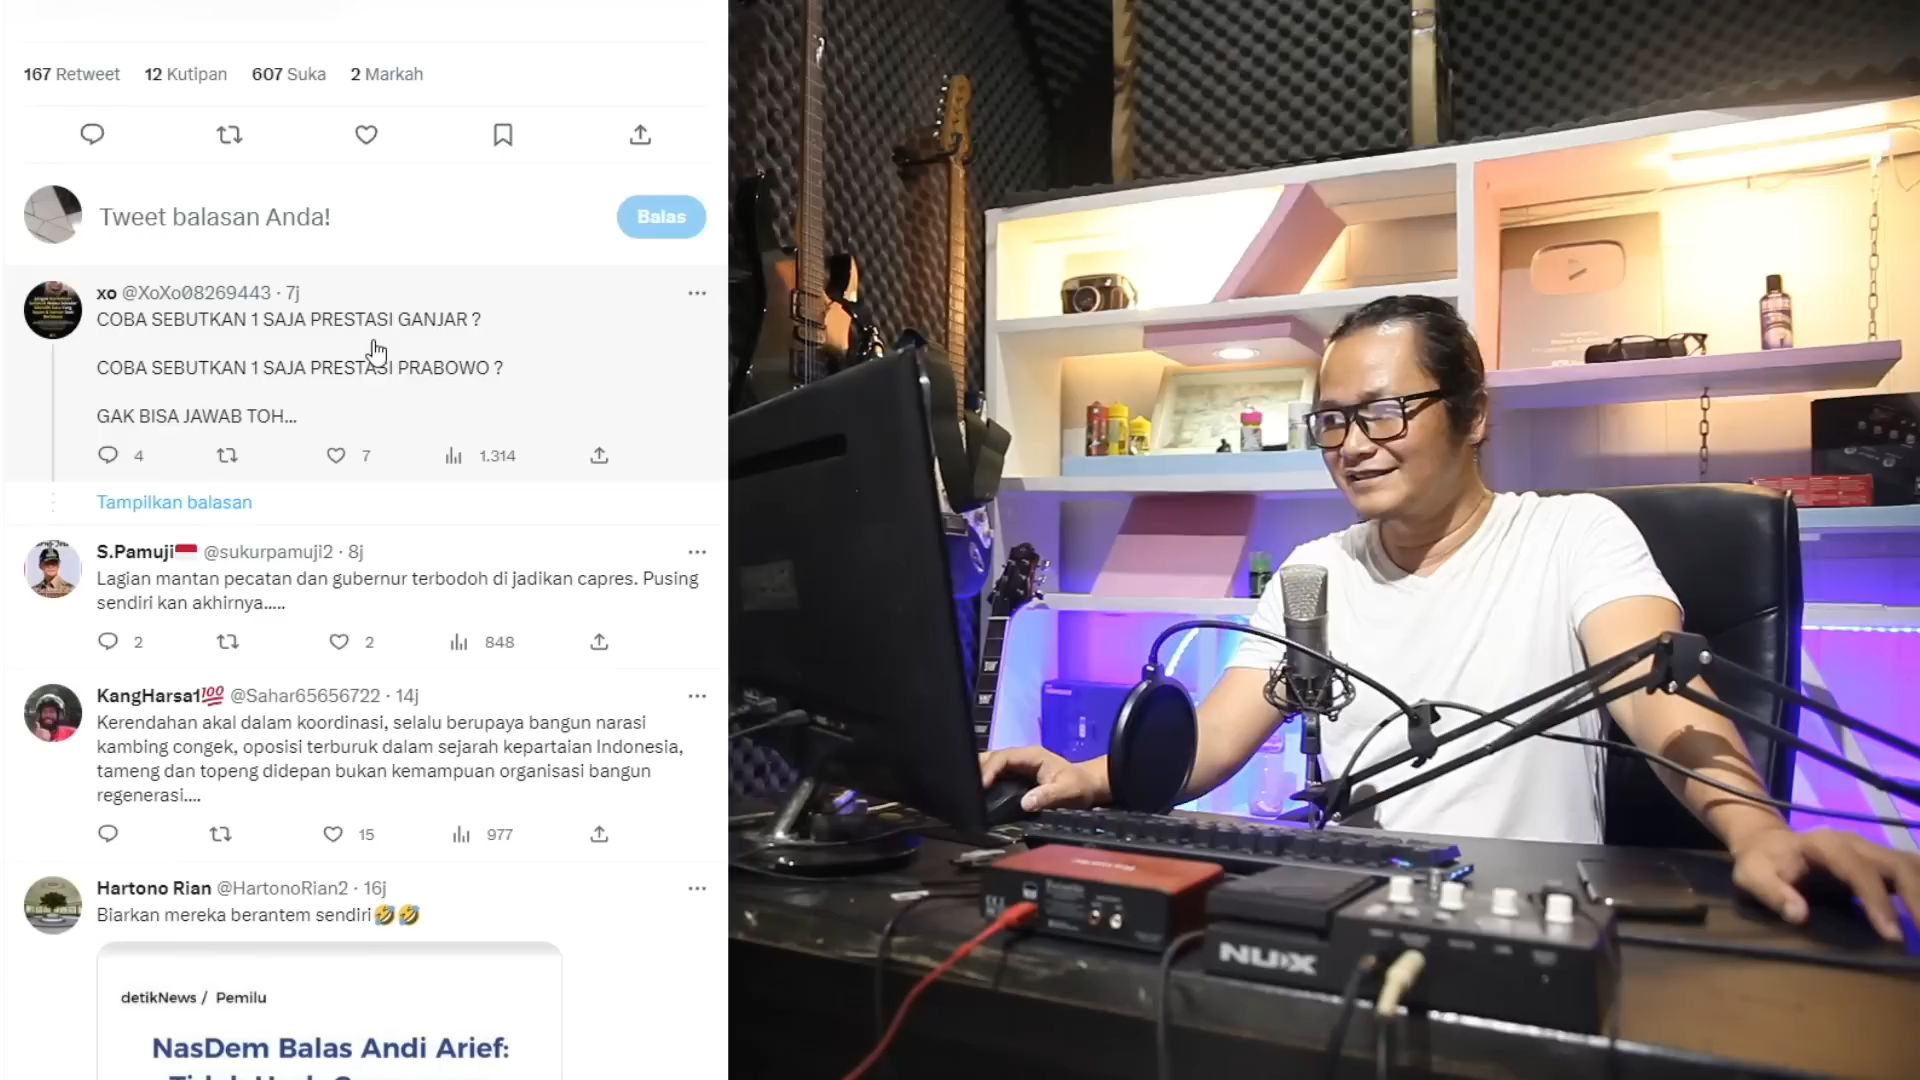 167 Retweet 12 Kutipan 607 Suka 2 Markah
Tweet balasan Anda!
Balas
xo @XoXo08269443 · 7j
COBA SEBUTKAN 1 SAJA PRESTASI GANJAR ?
COBA SEBUTKAN 1 SAJA PRESTASI PRABOWO ?
GAK BISA JAWAB TOH...
4 7 1.314
Tampilkan balasan
S.Pamuji🇮🇩 @sukurpamuji2 · 8j
Lagian mantan pecatan dan gubernur terbodoh di jadikan capres. Pusing
sendiri kan akhirnya.....
2 2 848
KangHarsa1💯 @Sahar65656722 · 14j
Kerendahan akal dalam koordinasi, selalu berupaya bangun narasi
kambing congek, oposisi terburuk dalam sejarah kepartaian Indonesia,
tameng dan topeng didepan bukan kemampuan organisasi bangun
regenerasi....
15 977
Hartono Rian @HartonoRian2 · 16j
Biarkan mereka berantem sendiri🤣🤣
detikNews / Pemilu
NasDem Balas Andi Arief:
NUX